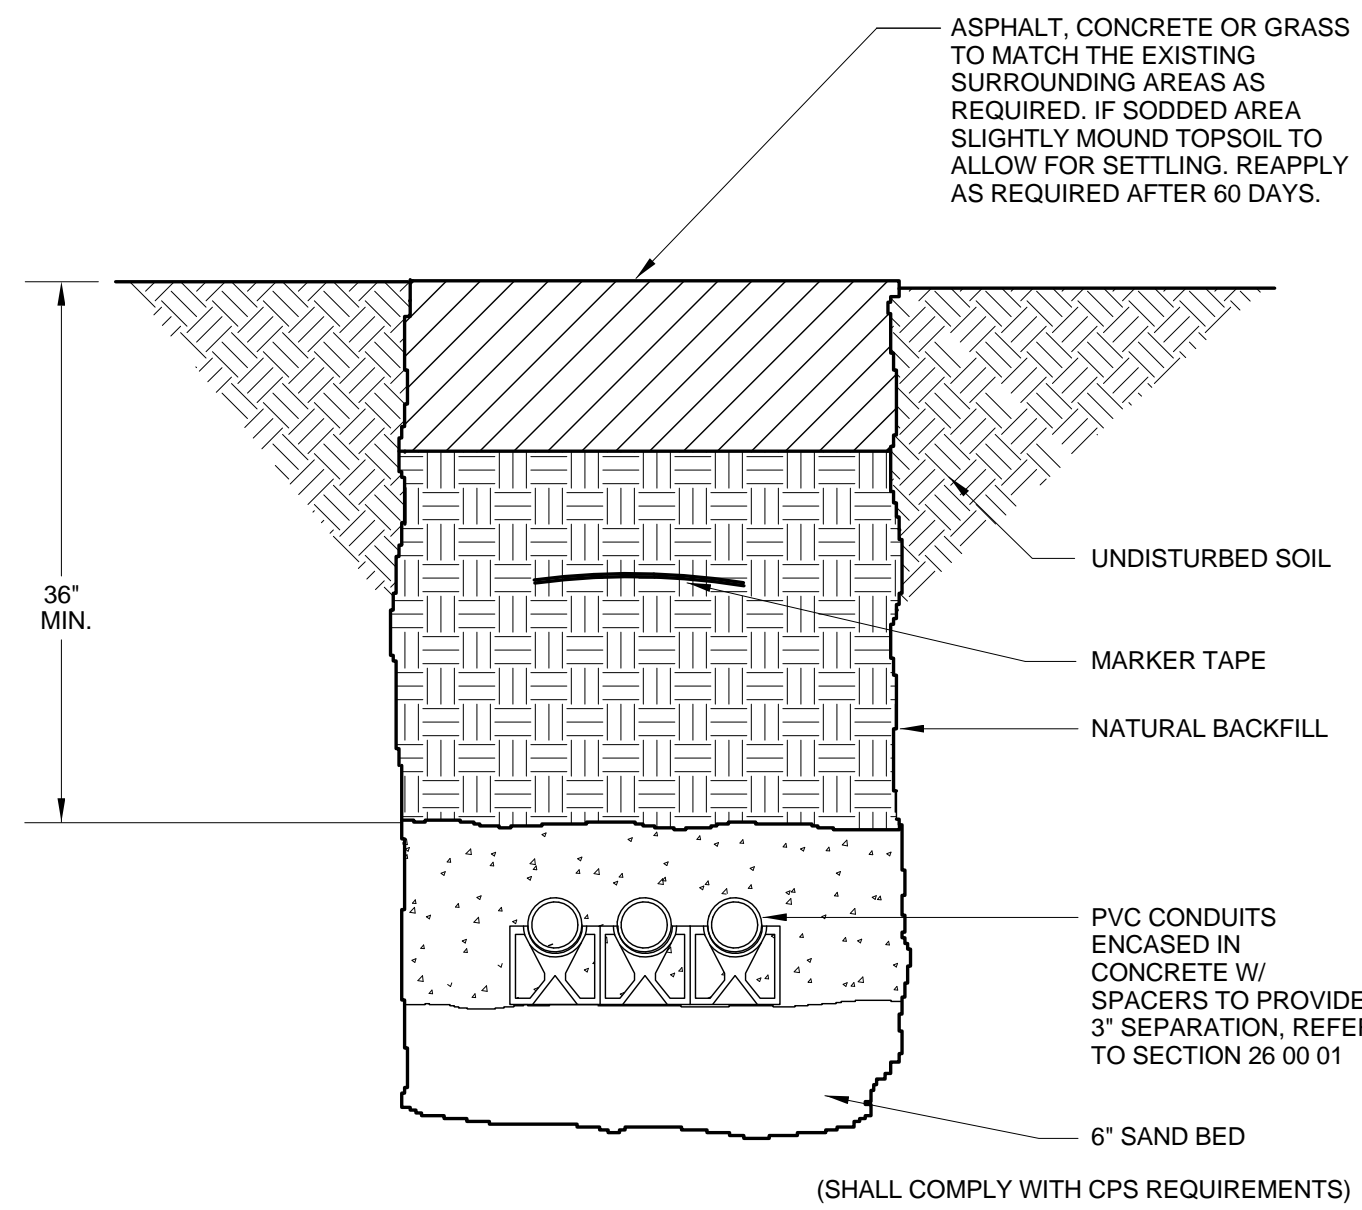 ASPHALT, CONCRETE OR GRASS
TO MATCH THE EXISTING
SURROUNDING AREAS AS
REQUIRED. IF SODDED AREA
SLIGHTLY MOUND TOPSOIL TO
ALLOW FOR SETTLING. REAPPLY
AS REQUIRED AFTER 60 DAYS.
36"
MIN.
UNDISTURBED SOIL
MARKER TAPE
NATURAL BACKFILL
PVC CONDUITS
ENCASED IN
CONCRETE W/
SPACERS TO PROVIDE
3" SEPARATION, REFER
TO SECTION 26 00 01
6" SAND BED
(SHALL COMPLY WITH CPS REQUIREMENTS)